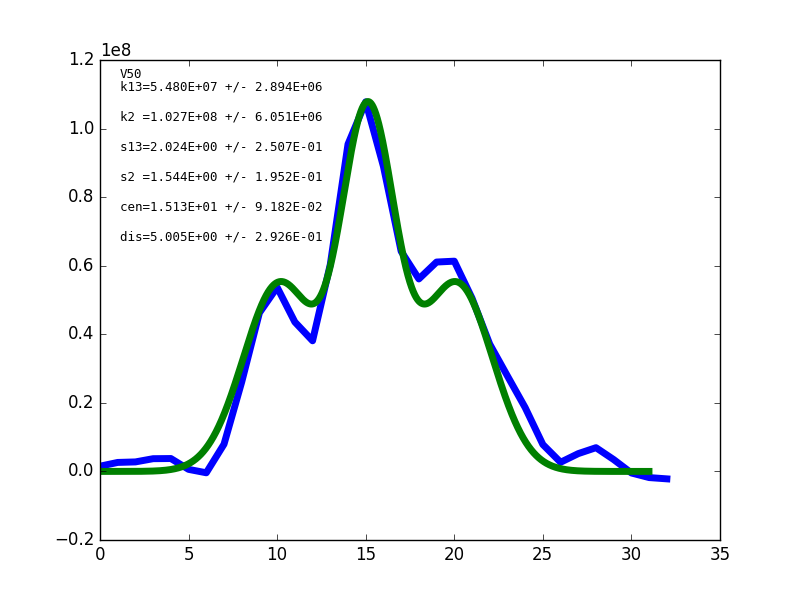 1e8
V50
k13=5.480E+07 +/- 2.894E+06
k2 =1.027E+08 +/- 6.051E+06
s13=2.024E+00 +/- 2.507E-01
s2 =1.544E+00 +/- 1.952E-01
cen=1.513E+01 +/- 9.182E-02
dis=5.005E+00 +/- 2.926E-01
1.2
1.0
0.8
0.6
0.4
0.2
0.0
−0.2
0 5 10 15 20 25 30 35